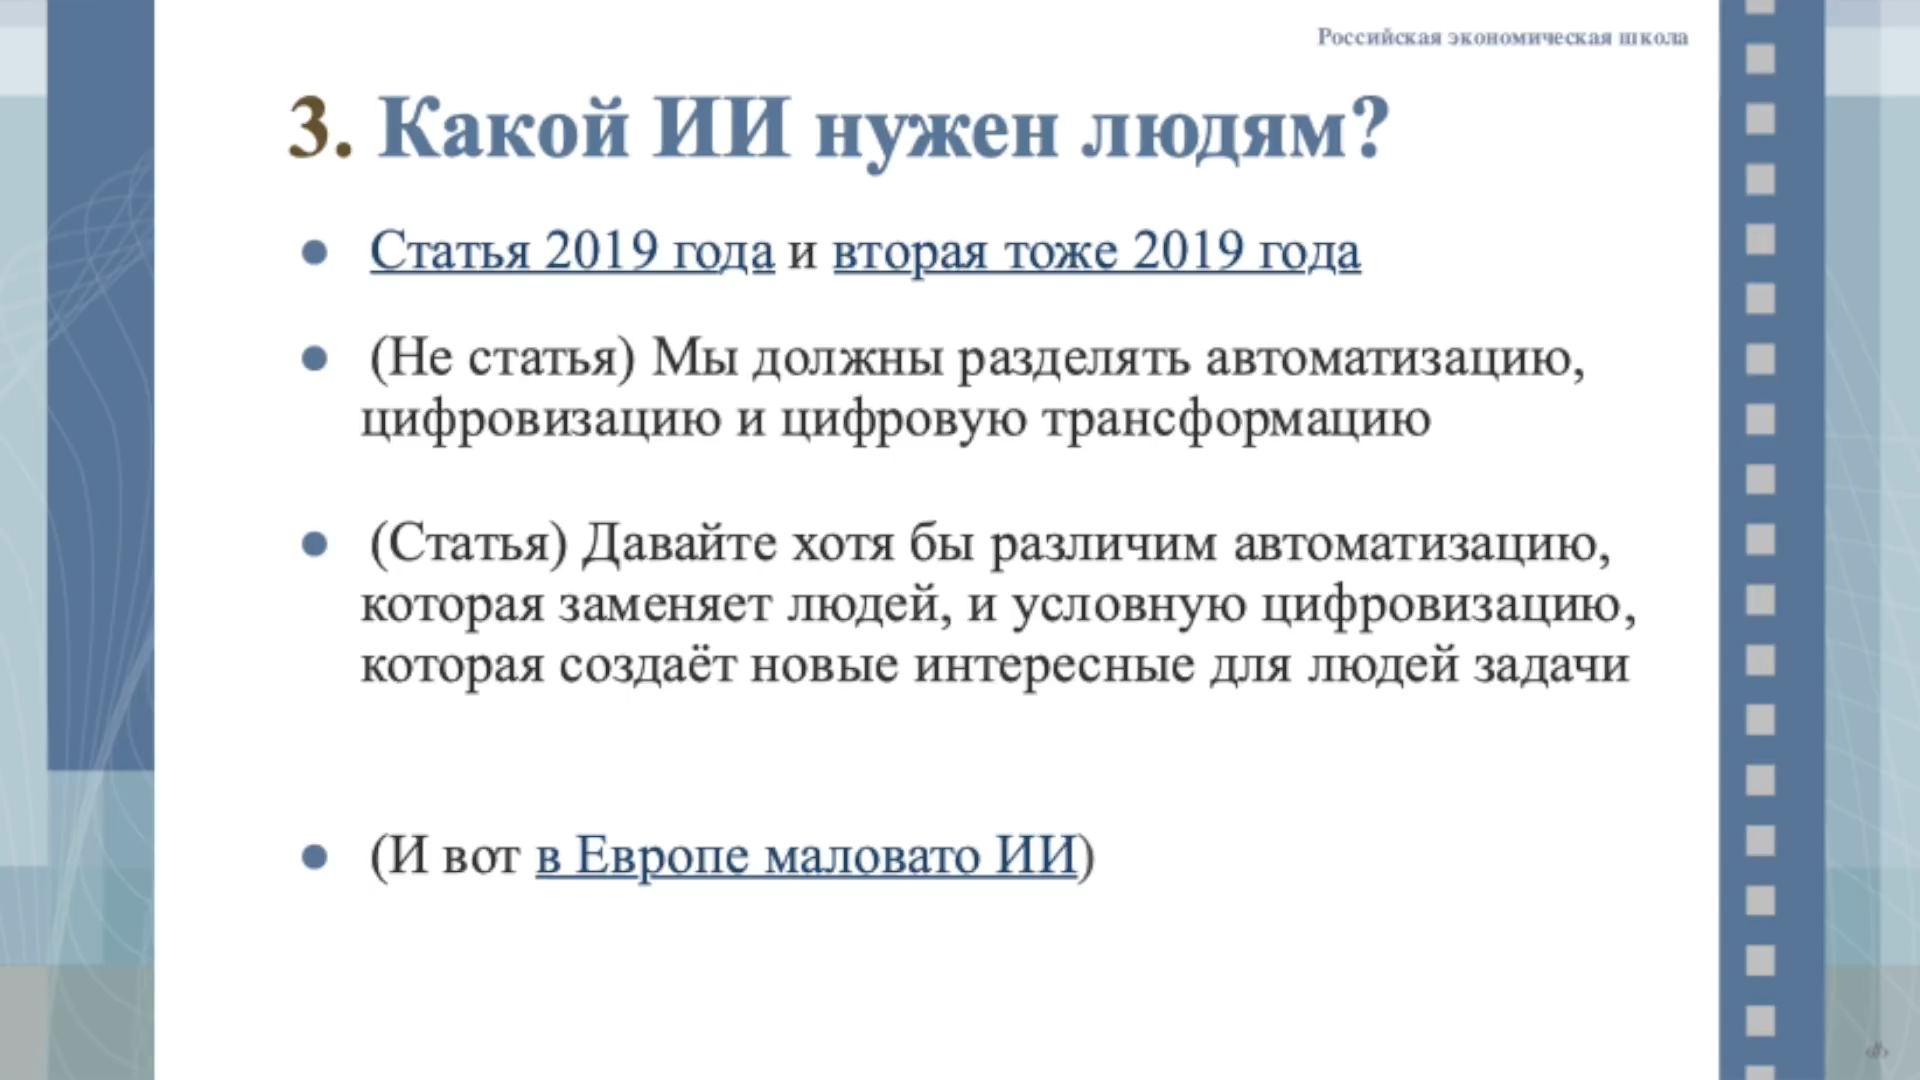 Российская экономическая школа
3. Какой ИИ нужен людям?
● Статья 2019 года и вторая тоже 2019 года
● (Не статья) Мы должны разделять автоматизацию,
цифровизацию и цифровую трансформацию
● (Статья) Давайте хотя бы различим автоматизацию,
которая заменяет людей, и условную цифровизацию,
которая создаёт новые интересные для людей задачи
● (И вот в Европе маловато ИИ)